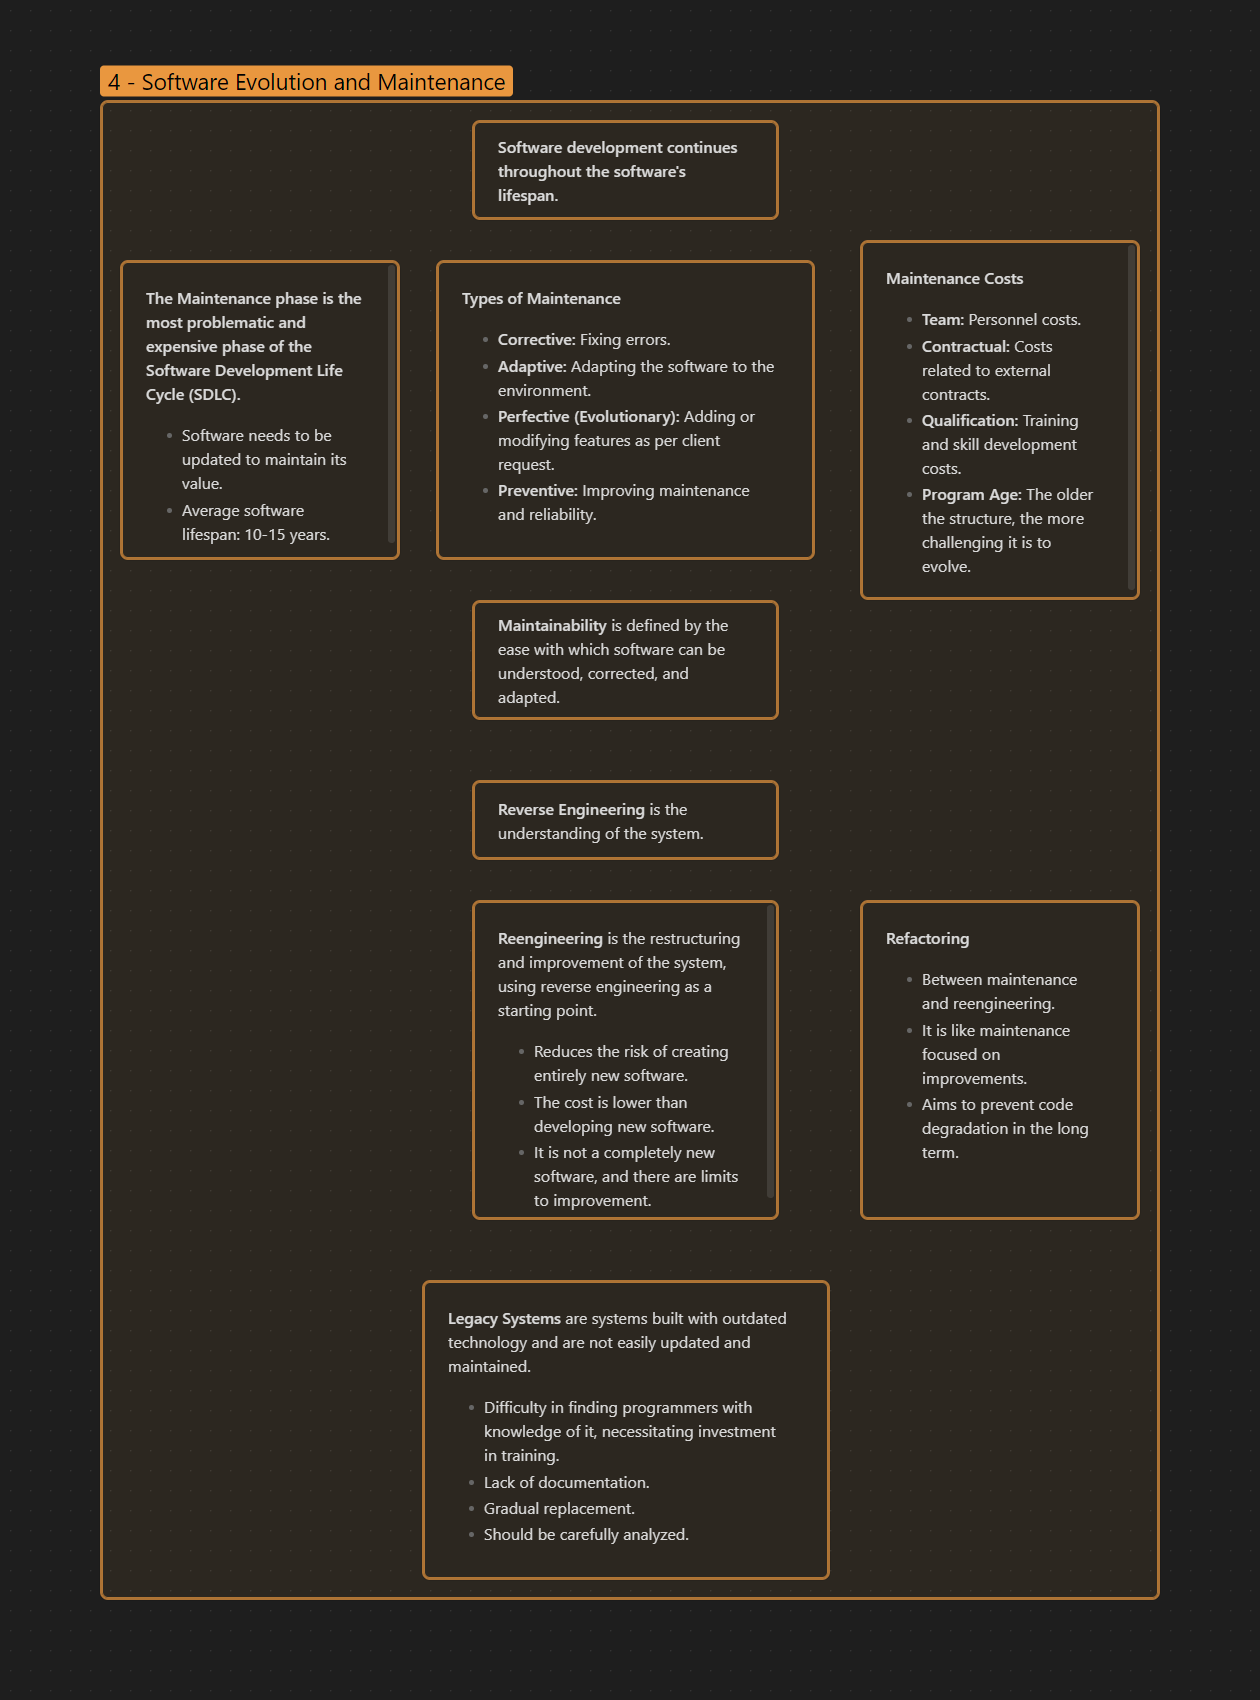 4 - Software Evolution and Maintenance
Software development continues
throughout the software's
lifespan.
The Maintenance phase is the
most problematic and
expensive phase of the
Software Development Life
Cycle (SDLC).
Software needs to be
updated to maintain its
value.
Average software
lifespan: 10-15 years.
Types of Maintenance
Corrective: Fixing errors.
Adaptive: Adapting the software to the
environment.
Perfective (Evolutionary): Adding or
modifying features as per client
request.
Preventive: Improving maintenance
and reliability.
Maintenance Costs
Team: Personnel costs.
Contractual: Costs
related to external
contracts.
Qualification: Training
and skill development
costs.
Program Age: The older
the structure, the more
challenging it is to
evolve.
Maintainability is defined by the
ease with which software can be
understood, corrected, and
adapted.
Reverse Engineering is the
understanding of the system.
Reengineering is the restructuring
and improvement of the system,
using reverse engineering as a
starting point.
Reduces the risk of creating
entirely new software.
The cost is lower than
developing new software.
It is not a completely new
software, and there are limits
to improvement.
Refactoring
Between maintenance
and reengineering.
It is like maintenance
focused on
improvements.
Aims to prevent code
degradation in the long
term.
Legacy Systems are systems built with outdated
technology and are not easily updated and
maintained.
Difficulty in finding programmers with
knowledge of it, necessitating investment
in training.
Lack of documentation.
Gradual replacement.
Should be carefully analyzed.